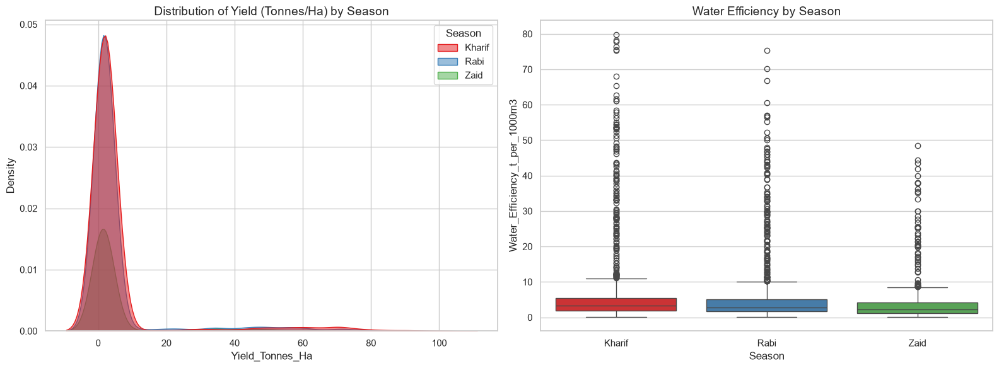 Distribution of Yield (Tonnes/Ha) by Season
0.05
0.04
0.03
0.02
0.01
0.00
Density
0
20
40
60
80
100
Yield_Tonnes_Ha
Season
Kharif
Rabi
Zaid
Water Efficiency by Season
80
70
60
50
40
30
20
10
0
Water_Efficiency_t_per_1000m3
Kharif
Rabi
Zaid
Season